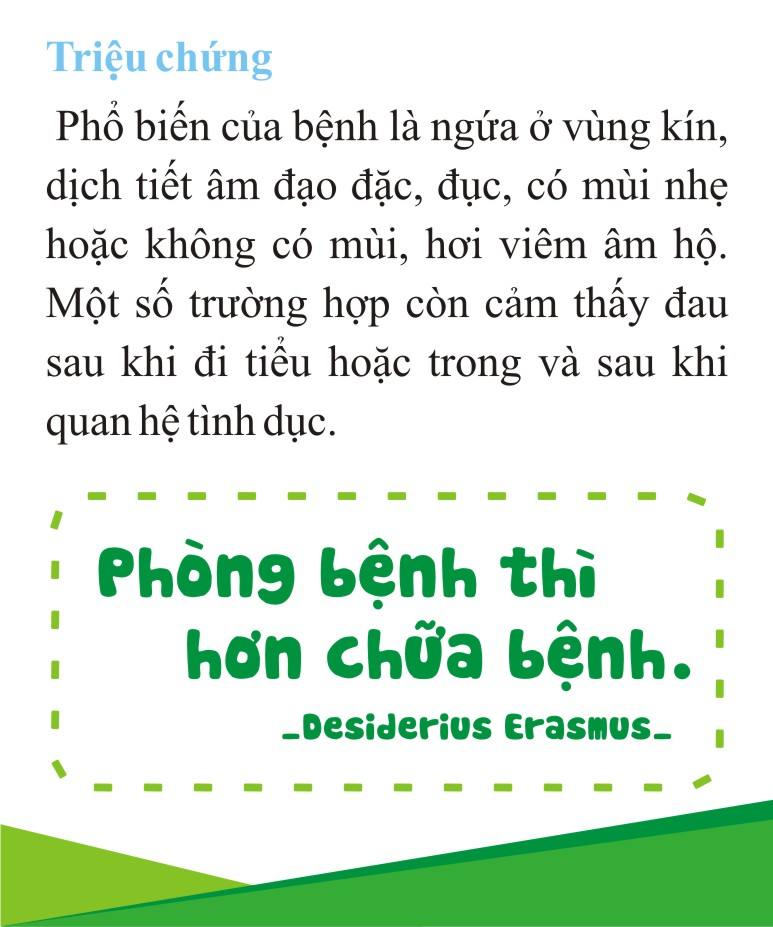 Triệu chứng
Phổ biến của bệnh là ngứa ở vùng kín,
dịch tiết âm đạo đặc, đục, có mùi nhẹ
hoặc không có mùi, hơi viêm âm hộ.
Một số trường hợp còn cảm thấy đau
sau khi đi tiểu hoặc trong và sau khi
quan hệ tình dục.
Phòng bệnh thì
hơn chữa bệnh.
_Desiderius Erasmus_